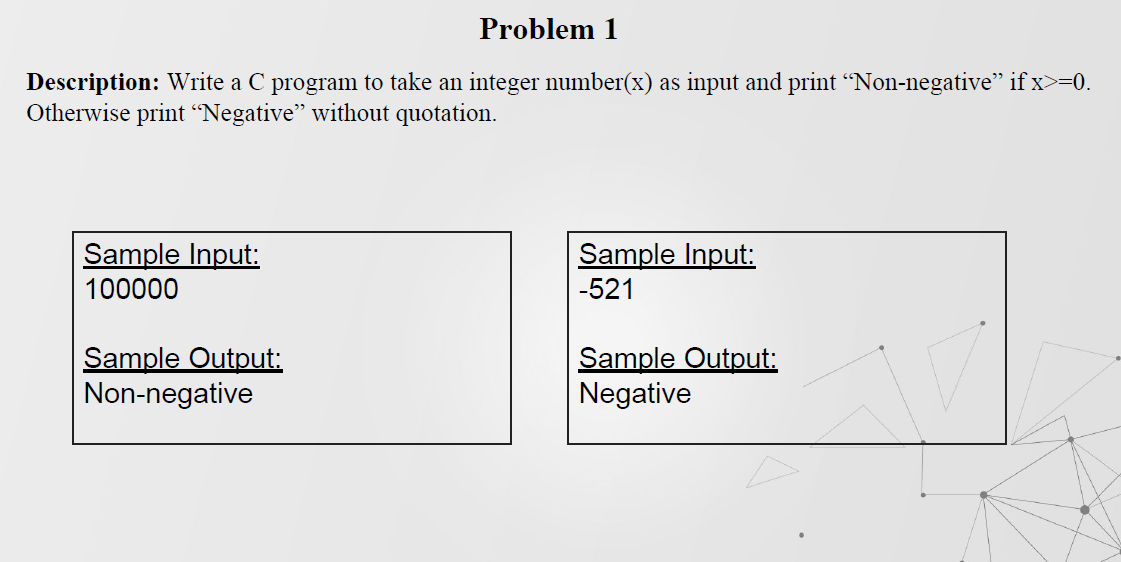 Problem 1
Description: Write a C program to take an integer number(x) as input and print “Non-negative” if x>=0.
Otherwise print “Negative” without quotation.
Sample Input:
100000
Sample Output:
Non-negative
Sample Input:
-521
Sample Output:
Negative